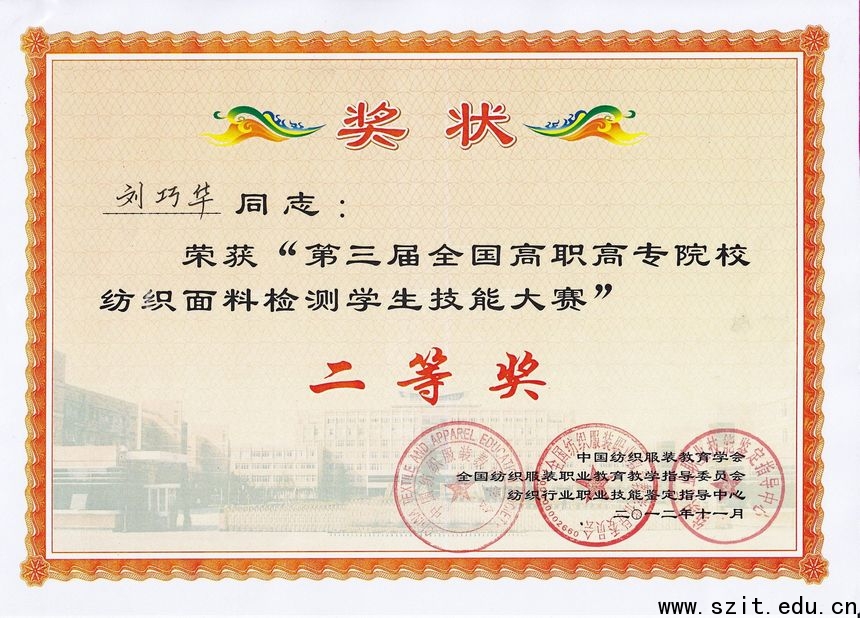 奖状
刘巧华 同志：
荣获“第三届全国高职高专院校
纺织面料检测学生技能大赛”
二等奖
中国纺织服装教育学会
全国纺织服装职业教育教学指导委员会
纺织行业职业技能鉴定指导中心
二〇一二年十一月
www.szit.edu.cn